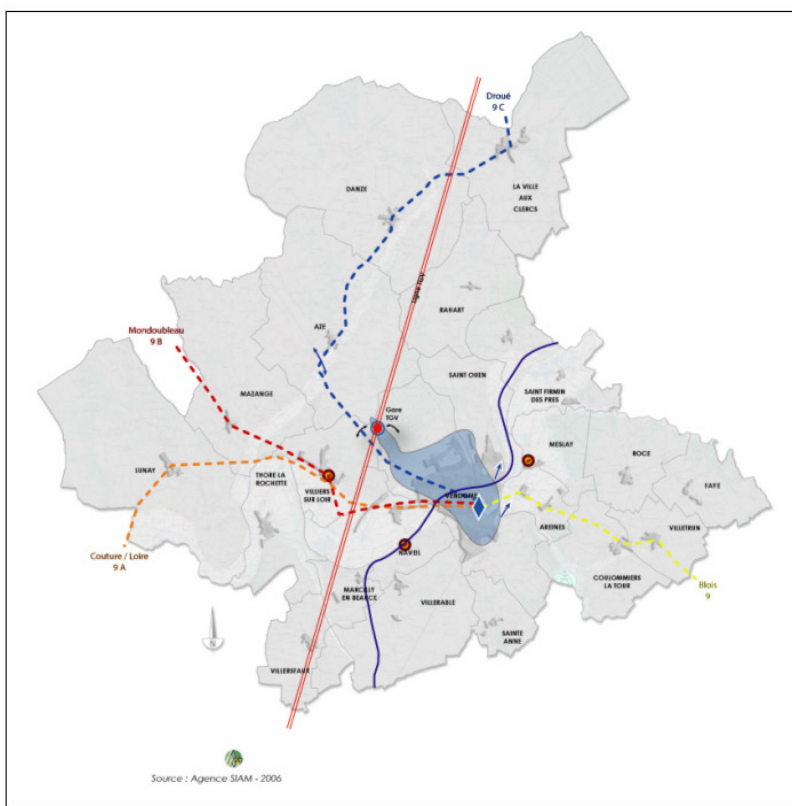 Droué
9 C
DANZE
LA VILLE
AUX
CLERCS
Ligne TGV
RAHART
Mondoubleau
9 B
AZE
SAINT OUEN
SAINT FIRMIN
DES PRES
MAZANGE
Gare
TGV
MESLAY
ROCE
LUNAY
THORE LA
ROCHETTE
VILLIERS
SUR LOIR
VENDOME
FAYE
AREINES
VILLETRUN
Couture / Loire
9 A
NAVEIL
COULOMMIERS
LA TOUR
Blois
9
MARCILLY
EN BEAUCE
VILLERABLE
SAINTE
ANNE
N
VILLERSFAUX
Source : Agence SIAM - 2006